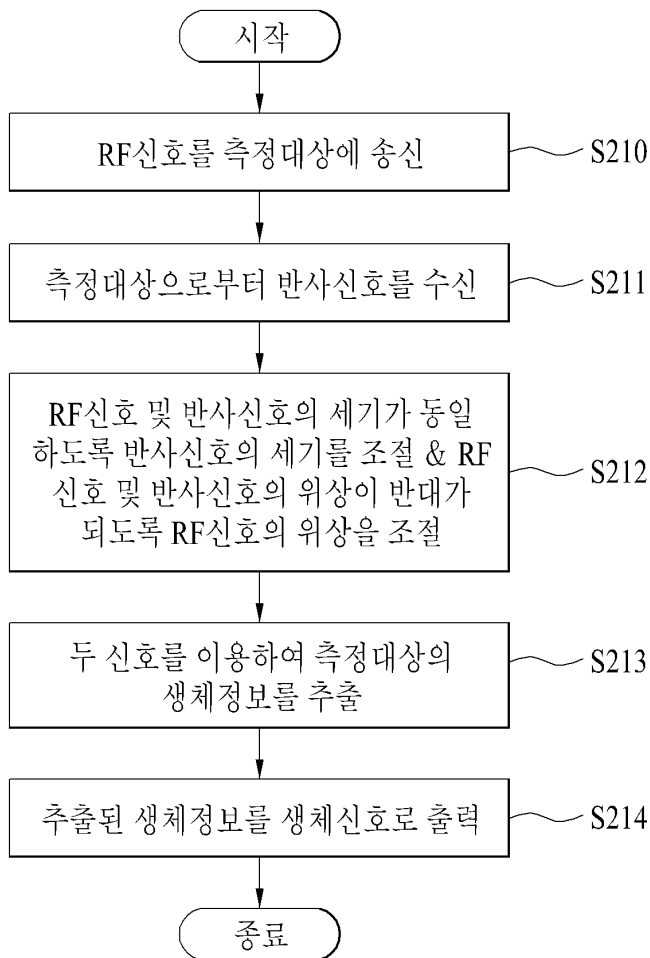 시작
RF신호를 측정대상에 송신
S210
측정대상으로부터 반사신호를 수신
S211
RF신호 및 반사신호의 세기가 동일
하도록 반사신호의 세기를 조절 & RF
신호 및 반사신호의 위상이 반대가
되도록 RF신호의 위상을 조절
S212
두 신호를 이용하여 측정대상의
생체정보를 추출
S213
추출된 생체정보를 생체신호로 출력
S214
종료